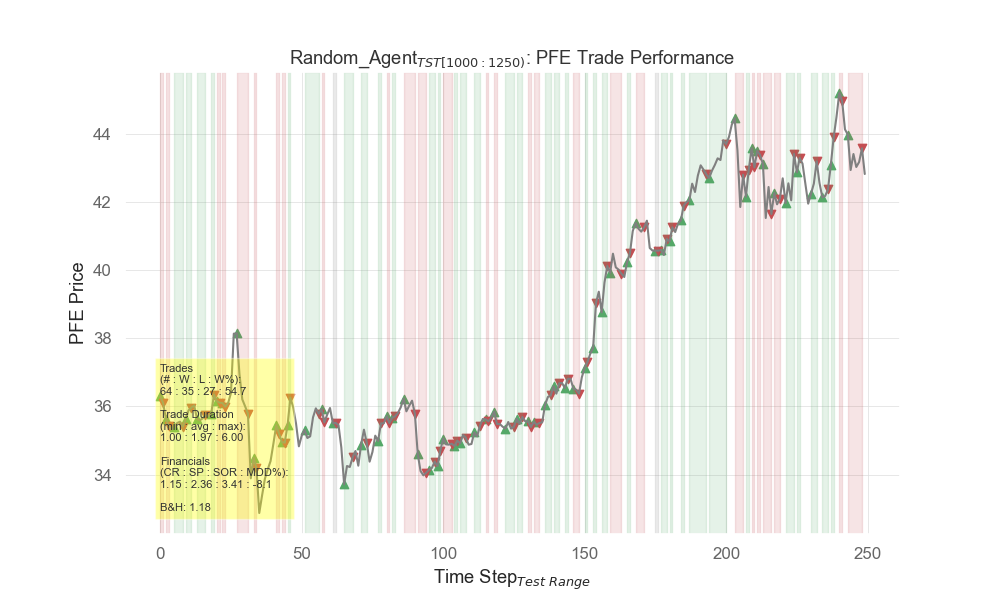 Random_Agent_TST[1000:1250): PFE Trade Performance
PFE Price
44
42
40
38
36
34
Trades
(# : W : L : W%):
64 : 35 : 27 : 54.7
Trade Duration
(min : avg : max):
1.00 : 1.97 : 6.00
Financials
(CR : SP : SOR : MDD%):
1.15 : 2.36 : 3.41 : -8.1
B&H: 1.18
0 50 100 150 200 250
Time Step_Test Range